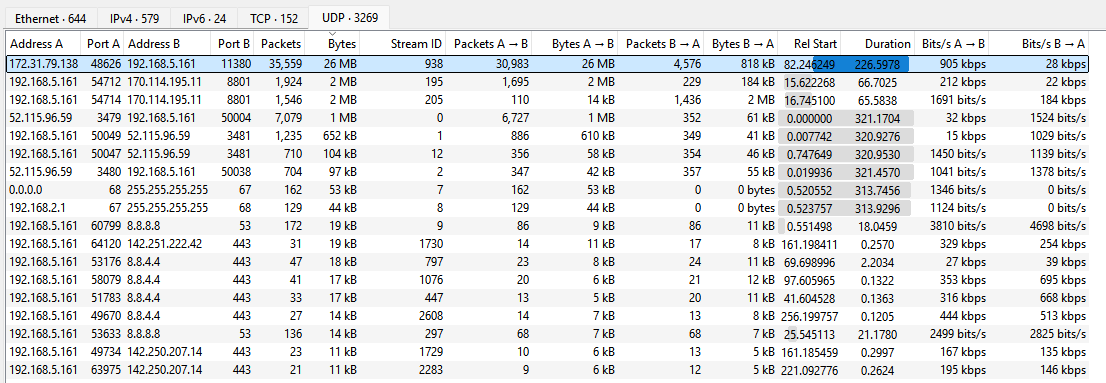 Ethernet · 644 IPv4 · 579 IPv6 · 24 TCP · 152 UDP · 3269
Address A Port A Address B Port B Packets Bytes Stream ID Packets A → B Bytes A → B Packets B → A Bytes B → A Rel Start Duration Bits/s A → B Bits/s B → A
172.31.79.138 48626 192.168.5.161 11380 35,559 26 MB 938 30,983 26 MB 4,576 818 kB 82.246249 226.5978 905 kbps 28 kbps
192.168.5.161 54712 170.114.195.11 8801 1,924 2 MB 195 1,695 2 MB 229 184 kB 15.622268 66.7025 212 kbps 22 kbps
192.168.5.161 54714 170.114.195.11 8801 1,546 2 MB 205 110 14 kB 1,436 2 MB 16.745100 65.5838 1691 bits/s 184 kbps
52.115.96.59 3479 192.168.5.161 50004 7,079 1 MB 0 6,727 1 MB 352 61 kB 0.000000 321.1704 32 kbps 1524 bits/s
192.168.5.161 50049 52.115.96.59 3481 1,235 652 kB 1 886 610 kB 349 41 kB 0.007742 320.9276 15 kbps 1029 bits/s
192.168.5.161 50047 52.115.96.59 3481 710 104 kB 12 356 58 kB 354 46 kB 0.747649 320.9530 1450 bits/s 1139 bits/s
52.115.96.59 3480 192.168.5.161 50038 704 97 kB 2 347 42 kB 357 55 kB 0.019936 321.4570 1041 bits/s 1378 bits/s
0.0.0.0 68 255.255.255.255 67 162 53 kB 7 162 53 kB 0 0 bytes 0.520552 313.7456 1346 bits/s 0 bits/s
192.168.2.1 67 255.255.255.255 68 129 44 kB 8 129 44 kB 0 0 bytes 0.523757 313.9296 1124 bits/s 0 bits/s
192.168.5.161 60799 8.8.8.8 53 172 19 kB 9 86 9 kB 86 11 kB 0.551498 18.0459 3810 bits/s 4698 bits/s
192.168.5.161 64120 142.251.222.42 443 31 19 kB 1730 14 11 kB 17 8 kB 161.198411 0.2570 329 kbps 254 kbps
192.168.5.161 53176 8.8.4.4 443 47 18 kB 797 23 8 kB 24 11 kB 69.698996 2.2034 27 kbps 39 kbps
192.168.5.161 58079 8.8.4.4 443 41 17 kB 1076 20 6 kB 21 12 kB 97.605965 0.1322 353 kbps 695 kbps
192.168.5.161 51783 8.8.4.4 443 33 17 kB 447 13 5 kB 20 11 kB 41.604528 0.1363 316 kbps 668 kbps
192.168.5.161 49670 8.8.4.4 443 27 14 kB 2608 14 7 kB 13 8 kB 256.199757 0.1205 444 kbps 513 kbps
192.168.5.161 53633 8.8.8.8 53 136 14 kB 297 68 7 kB 68 7 kB 25.545113 21.1780 2499 bits/s 2825 bits/s
192.168.5.161 49734 142.250.207.14 443 23 11 kB 1729 10 6 kB 13 5 kB 161.185459 0.2997 167 kbps 135 kbps
192.168.5.161 63975 142.250.207.14 443 21 11 kB 2283 9 6 kB 12 5 kB 221.092776 0.2624 195 kbps 146 kbps